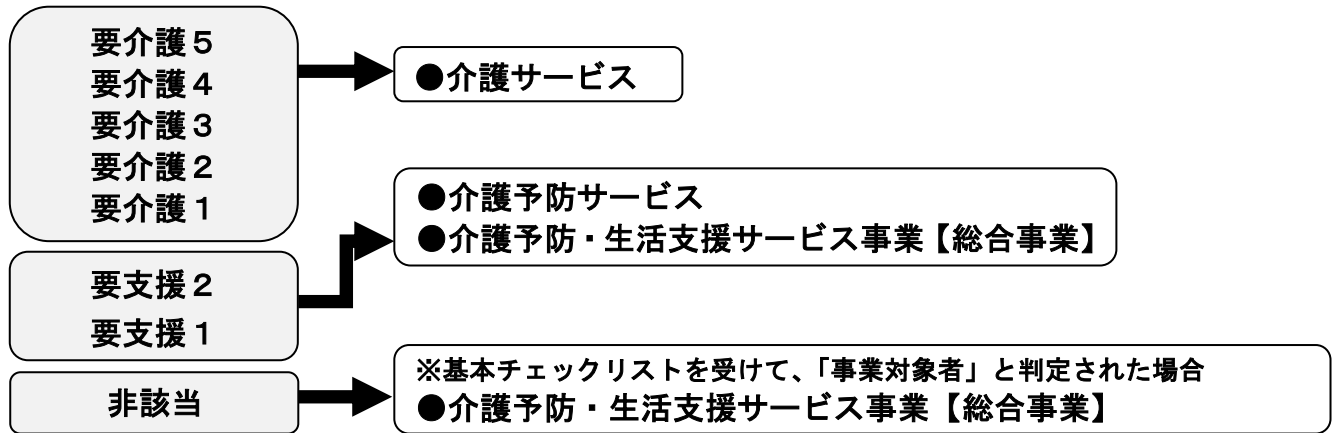 要介護５
要介護４
要介護３
要介護２
要介護１
●介護サービス
要支援２
要支援１
●介護予防サービス
●介護予防・生活支援サービス事業【総合事業】
非該当
※基本チェックリストを受けて、「事業対象者」と判定された場合
●介護予防・生活支援サービス事業【総合事業】